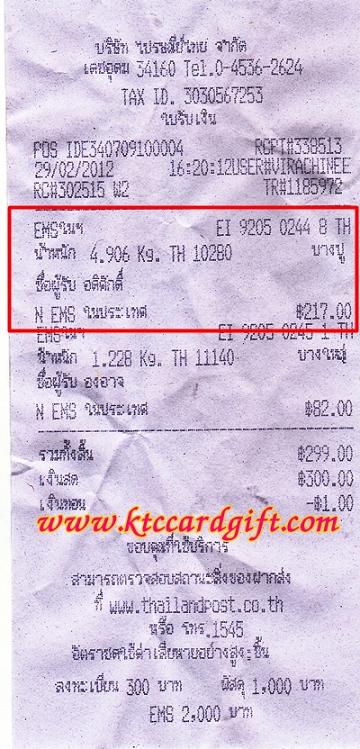 บริษัท ไปรษณีย์ไทย จำกัด
เดชอุดม 34160 Tel.0-4536-2624
TAX ID. 3030567253
ใบรับเงิน
POS IDE340709100004 RCPT#339513
29/02/2012 16:20:12USER#VIRACHINEE
RC#302515 W2 TR#1185972
EMSในฯ EI 9205 0244 8 TH
น้ำหนัก 4.906 Kg. TH 10280 บางปู
ชื่อผู้รับ อดิศักดิ์
N EMS ในประเทศ ฿217.00
EMSในฯ EI 9205 0245 1 TH
น้ำหนัก 1.228 Kg. TH 11140 บางใหญ่
ชื่อผู้รับ องอาจ
N EMS ในประเทศ ฿82.00
รวมทั้งสิ้น ฿299.00
เงินสด ฿300.00
เงินทอน -฿1.00
www.ktccardgift.com
ขอบคุณที่ใช้บริการ
สามารถตรวจสอบสถานะสิ่งของฝากส่ง
ที่ www.thailandpost.co.th
หรือ โทร.1545
อัตราชดใช้ค่าเสียหายอย่างสูง:ชิ้น
ลงทะเบียน 300 บาท พัสดุ 1,000 บาท
EMS 2,000 บาท